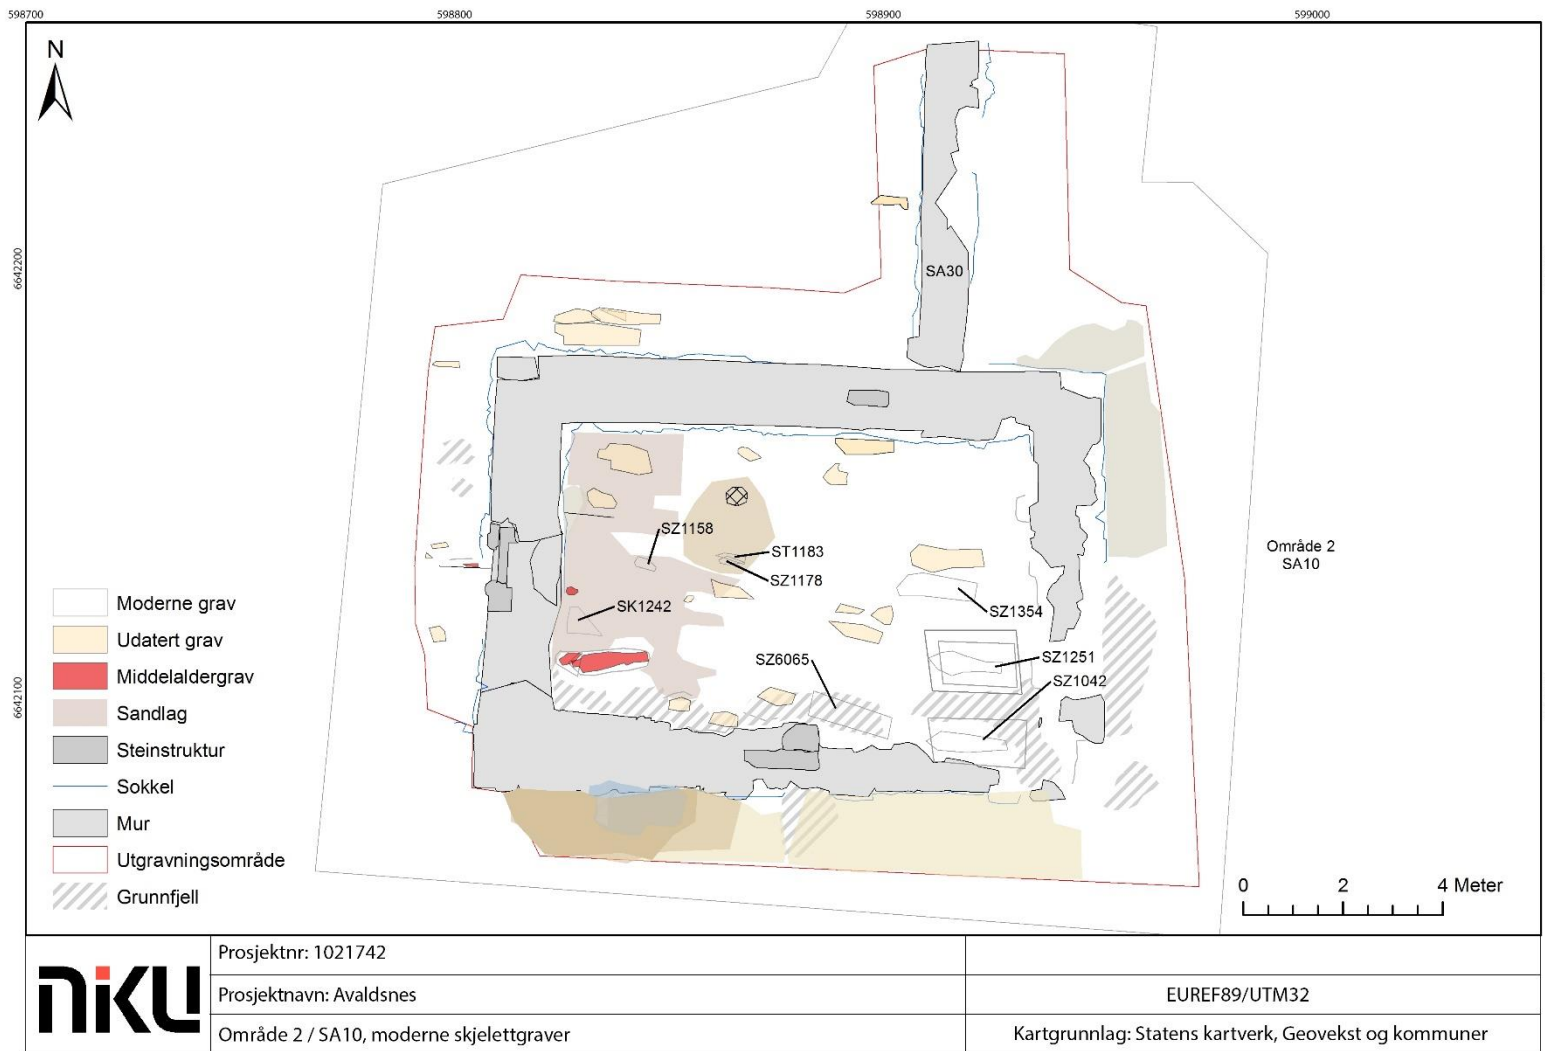 598700 598800 598900 599000
N
6642200
6642100
SA30
SZ1158
ST1183
SZ1178
SK1242
SZ1354
SZ6065
SZ1251
SZ1042
Område 2
SA10
Moderne grav
Udatert grav
Middelaldergrav
Sandlag
Steinstruktur
Sokkel
Mur
Utgravningsområde
Grunnfjell
0 2 4 Meter
niku
Prosjektnr: 1021742
Prosjektnavn: Avaldsnes
EUREF89/UTM32
Område 2 / SA10, moderne skjelettgraver
Kartgrunnlag: Statens kartverk, Geovekst og kommuner